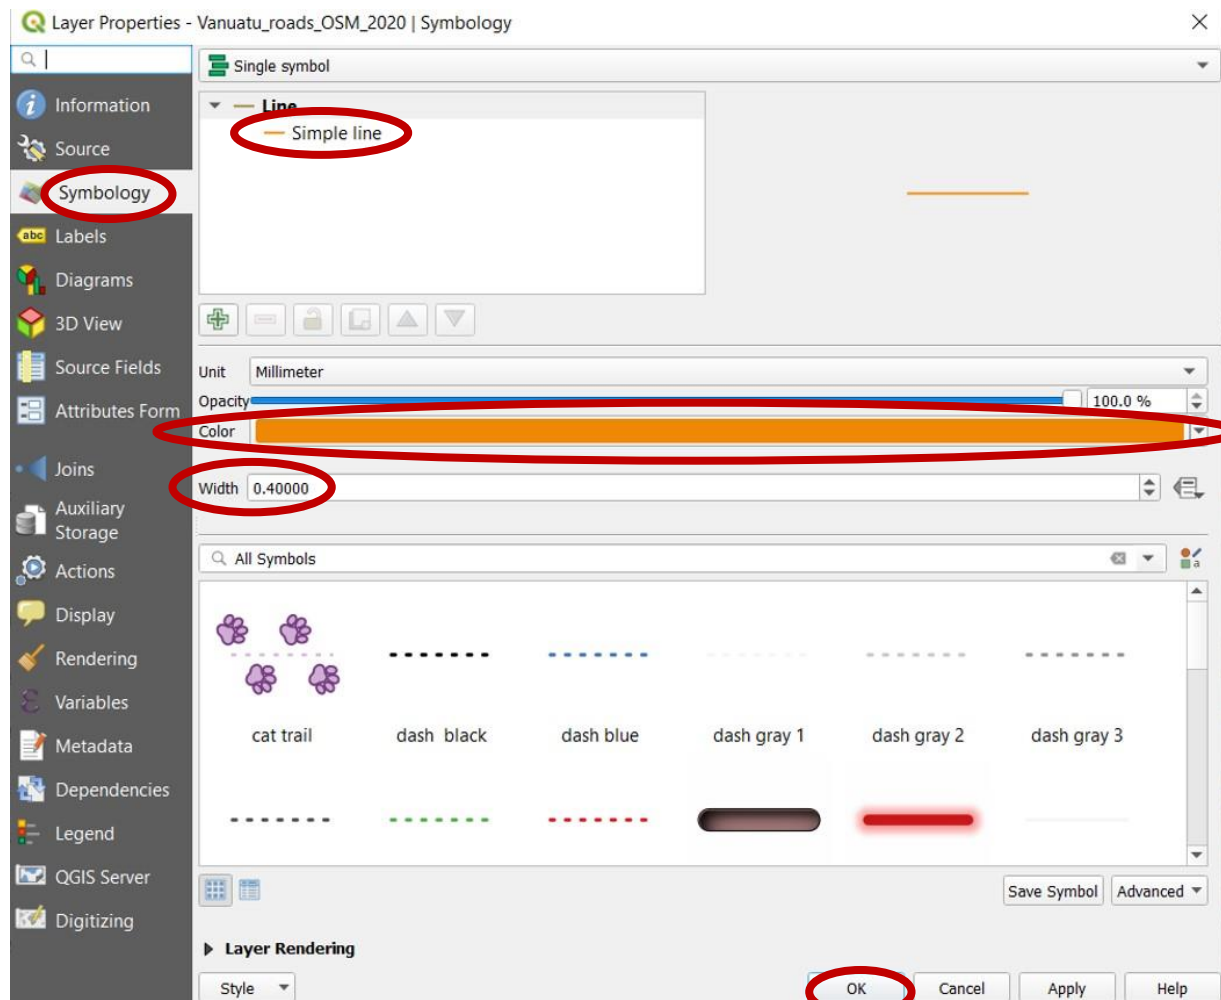 Layer Properties - Vanuatu_roads_OSM_2020 | Symbology
Single symbol
Information
Source
Symbology
Labels
Diagrams
3D View
Source Fields
Attributes Form
Joins
Auxiliary
Storage
Actions
Display
Rendering
Variables
Metadata
Dependencies
Legend
QGIS Server
Digitizing
Line
Simple line
Unit Millimeter
Opacity 100.0 %
Color
Width 0.40000
All Symbols
cat trail dash black dash blue dash gray 1 dash gray 2 dash gray 3
Save Symbol Advanced
Layer Rendering
Style OK Cancel Apply Help
abc
a